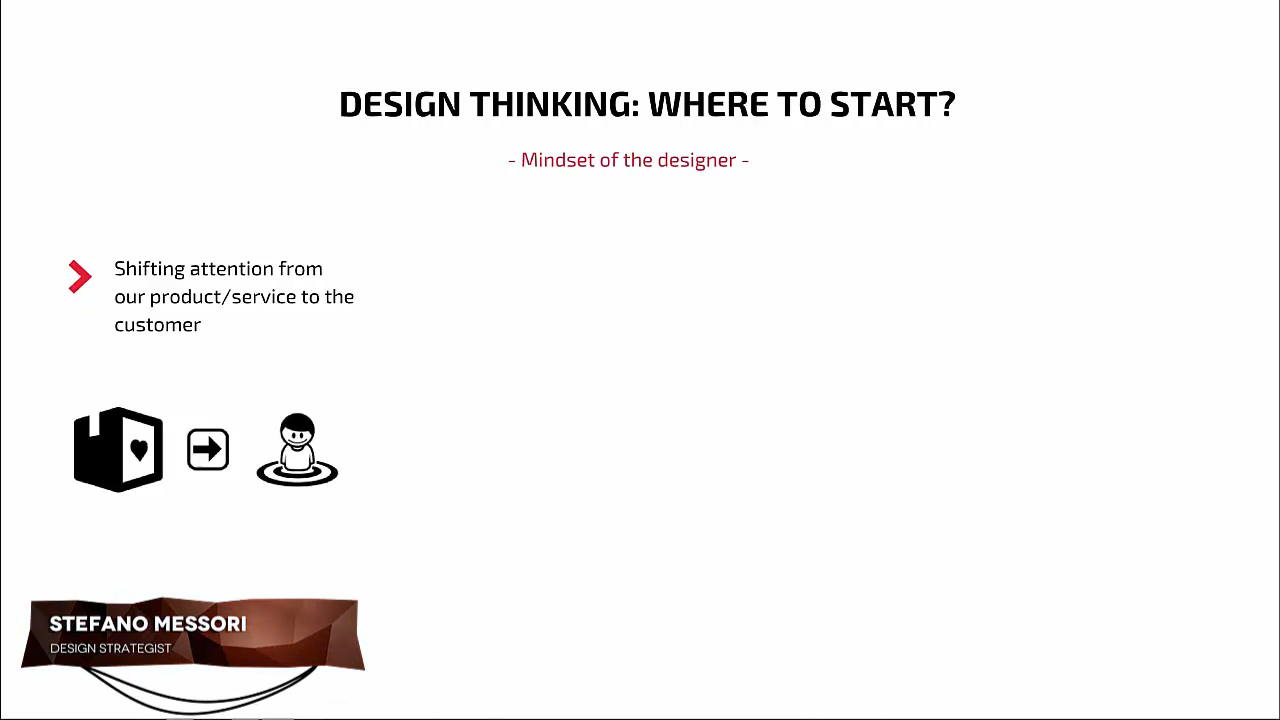 DESIGN THINKING: WHERE TO START?
- Mindset of the designer -
Shifting attention from
our product/service to the
customer
STEFANO MESSORI
DESIGN STRATEGIST